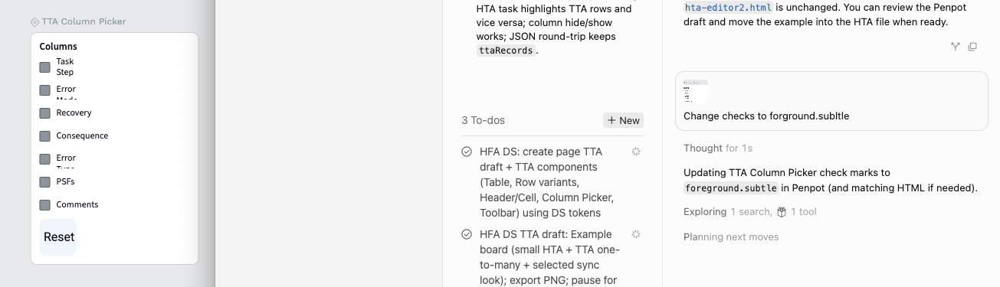 TTA Column Picker
Columns
Task
Step
Error
Mode
Recovery
Consequence
Error
Type
PSFs
Comments
Reset
HTA task highlights TTA rows and
vice versa; column hide/show
works; JSON round-trip keeps
ttaRecords.
3 To-dos
+ New
HFA DS: create page TTA
draft + TTA components
(Table, Row variants,
Header/Cell, Column Picker,
Toolbar) using DS tokens
HFA DS TTA draft: Example
board (small HTA + TTA one-
to-many + selected sync
look); export PNG; pause for
hta-editor2.html is unchanged. You can review the Penpot
draft and move the example into the HTA file when ready.
Change checks to forground.subltle
Thought for 1s
Updating TTA Column Picker check marks to
foreground.subtle in Penpot (and matching HTML if needed).
Exploring 1 search, 1 tool
Planning next moves